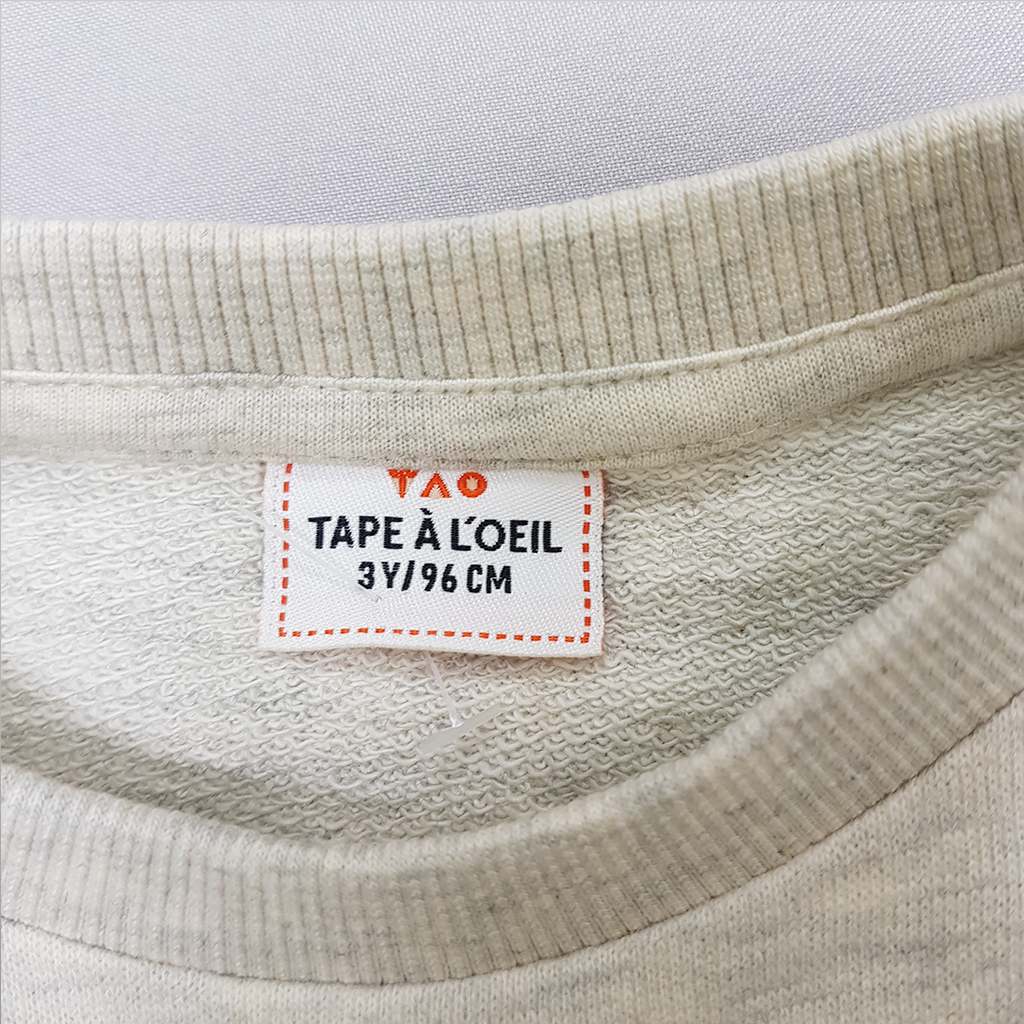 TAO
TAPE À L'OEIL
3Y/96 CM